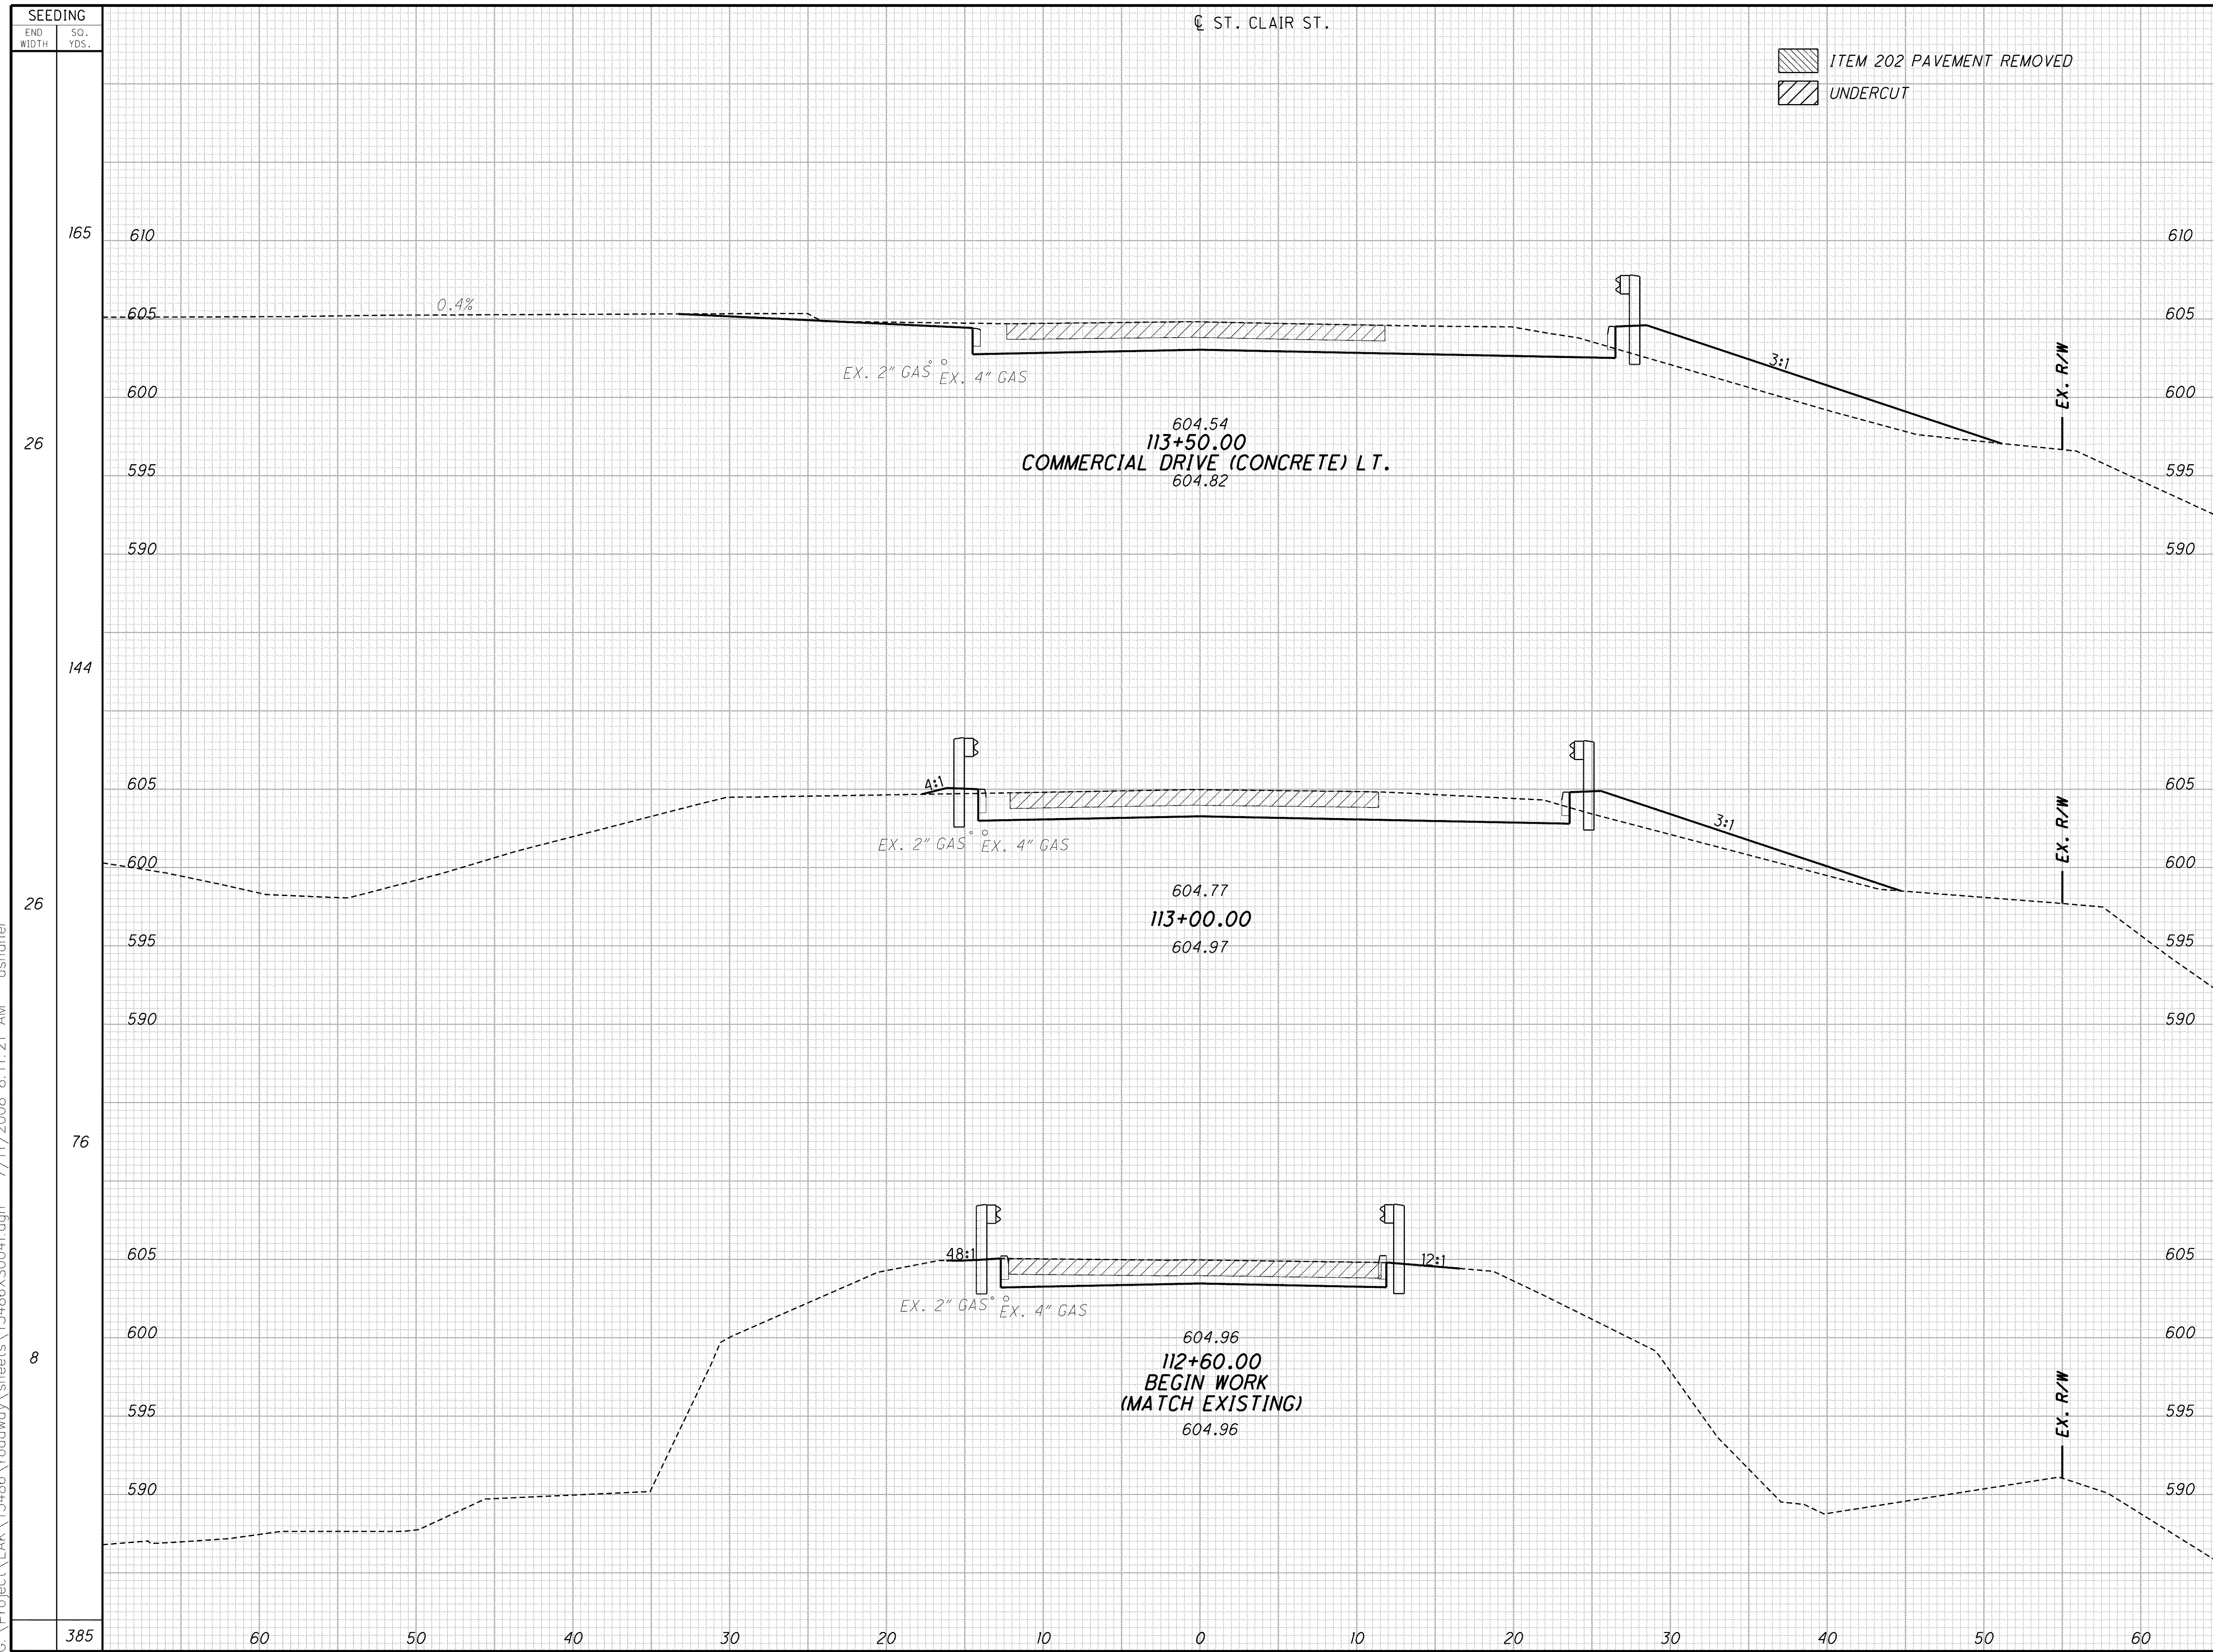 SEEDING
END WIDTH
SQ. YDS.
℄ ST. CLAIR ST.
ITEM 202 PAVEMENT REMOVED
UNDERCUT
165
610
610
0.4%
605
605
3:1
EX. R/W
EX. 2" GAS
EX. 4" GAS
600
600
604.54
26
113+50.00
COMMERCIAL DRIVE (CONCRETE) LT.
595
595
604.82
590
590
144
605
4:1
605
3:1
EX. R/W
EX. 2" GAS
EX. 4" GAS
600
600
604.77
26
113+00.00
595
604.97
595
590
590
76
605
48:1
12:1
605
EX. 2" GAS
EX. 4" GAS
600
604.96
600
8
112+60.00
BEGIN WORK
(MATCH EXISTING)
EX. R/W
595
595
604.96
590
590
385
60 50 40 30 20 10 0 10 20 30 40 50 60